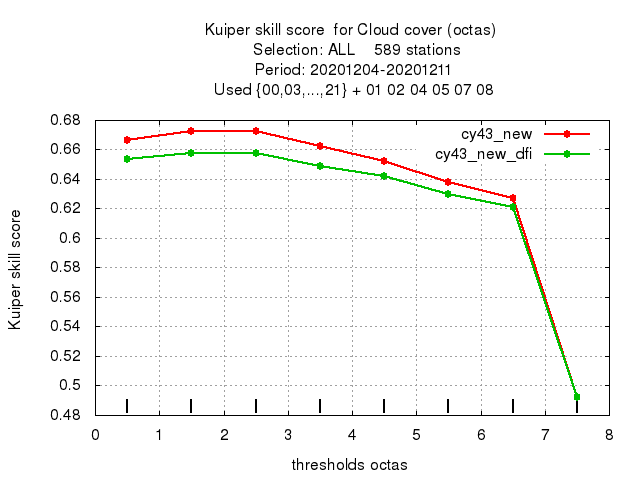 Kuiper skill score  for Cloud cover (octas)
Selection: ALL    589 stations
Period: 20201204-20201211
Used {00,03,...,21} + 01 02 04 05 07 08
cy43_new
cy43_new_dfi
Kuiper skill score
0.68
0.66
0.64
0.62
0.6
0.58
0.56
0.54
0.52
0.5
0.48
0 1 2 3 4 5 6 7 8
thresholds octas